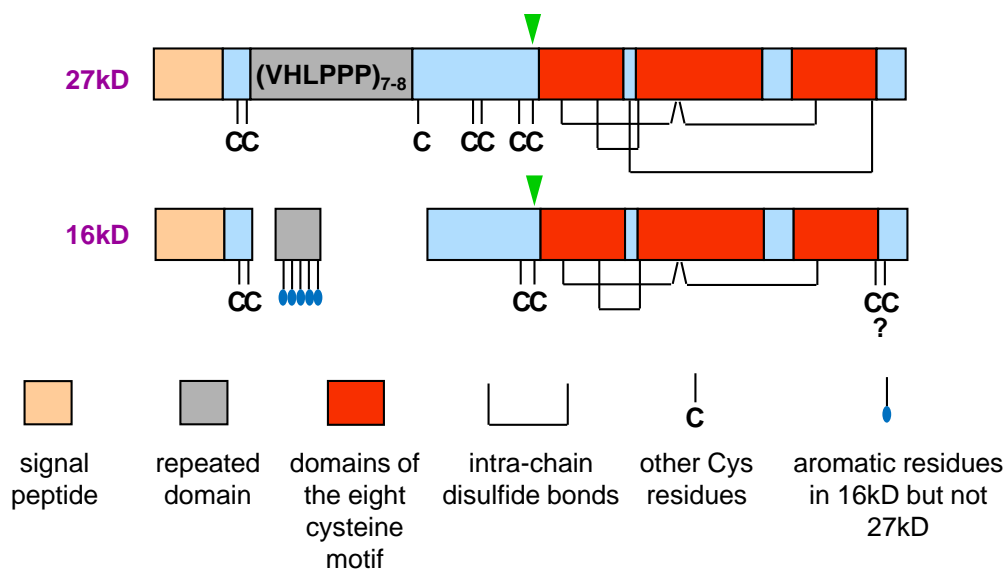 27kD
(VHLPPP)7-8
CC C CC CC
16kD
CC CC CC
?
C
signal
peptide
repeated
domain
domains of
the eight
cysteine
motif
intra-chain
disulfide bonds
other Cys
residues
aromatic residues
in 16kD but not
27kD